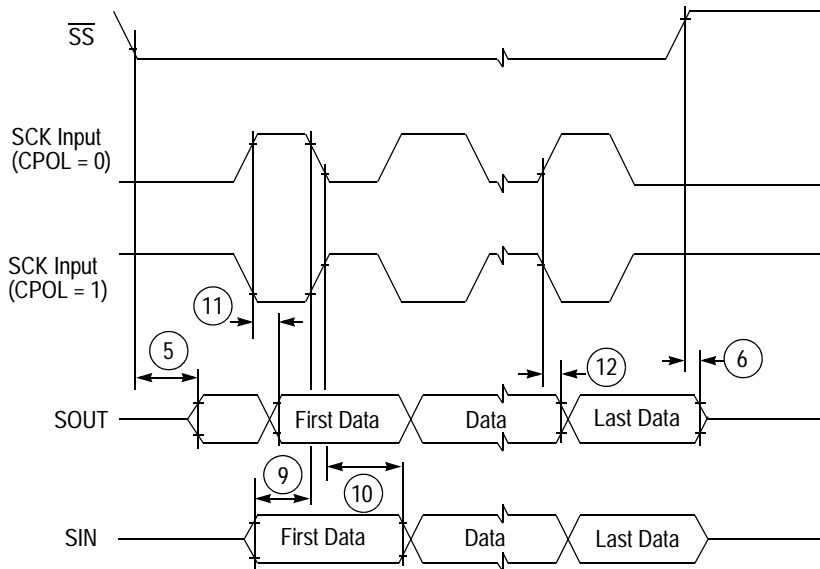 SS
SCK Input
(CPOL = 0)
SCK Input
(CPOL = 1)
11
5
12
6
SOUT
First Data
Data
Last Data
9
10
SIN
First Data
Data
Last Data